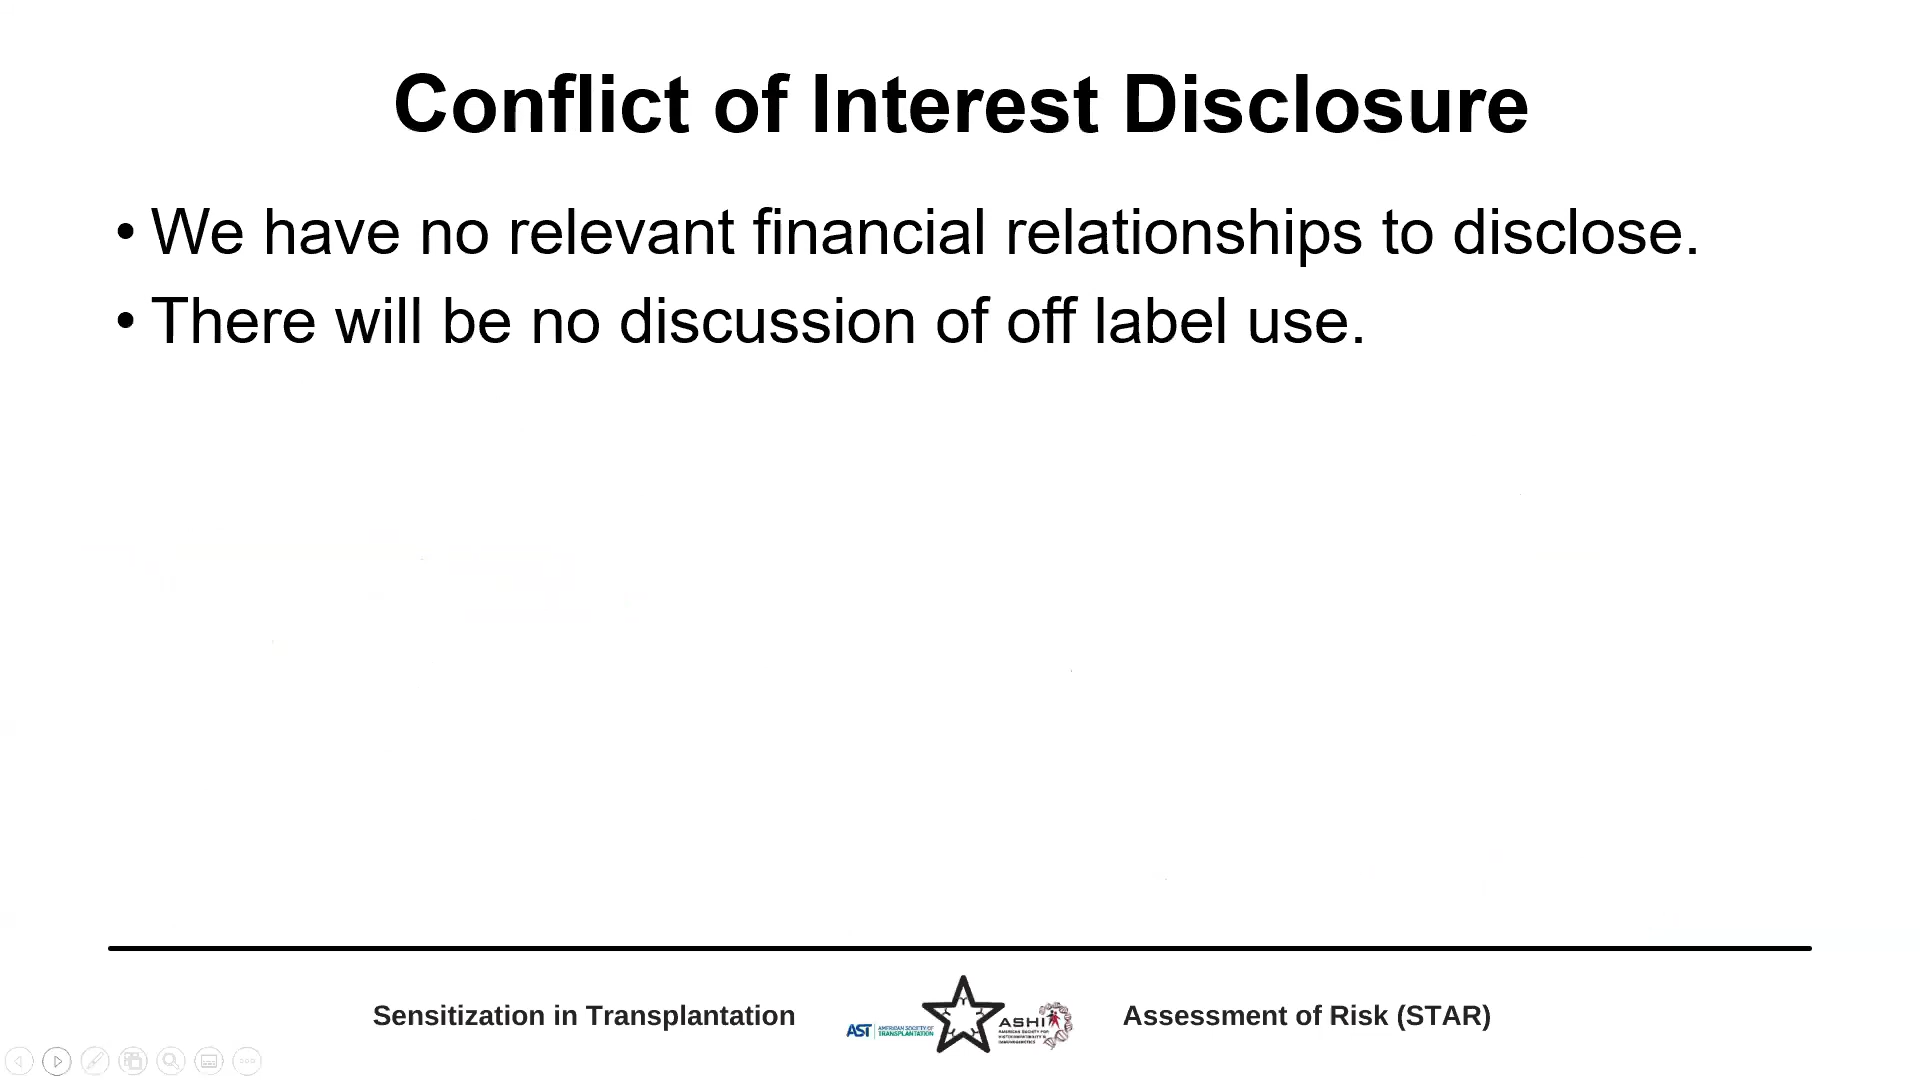 Conflict of Interest Disclosure
• We have no relevant financial relationships to disclose.
• There will be no discussion of off label use.
Sensitization in Transplantation
AST
AMERICAN SOCIETY OF
TRANSPLANTATION
ASHI
AMERICAN SOCIETY FOR
HISTOCOMPATIBILITY &
IMMUNOGENETICS
Assessment of Risk (STAR)